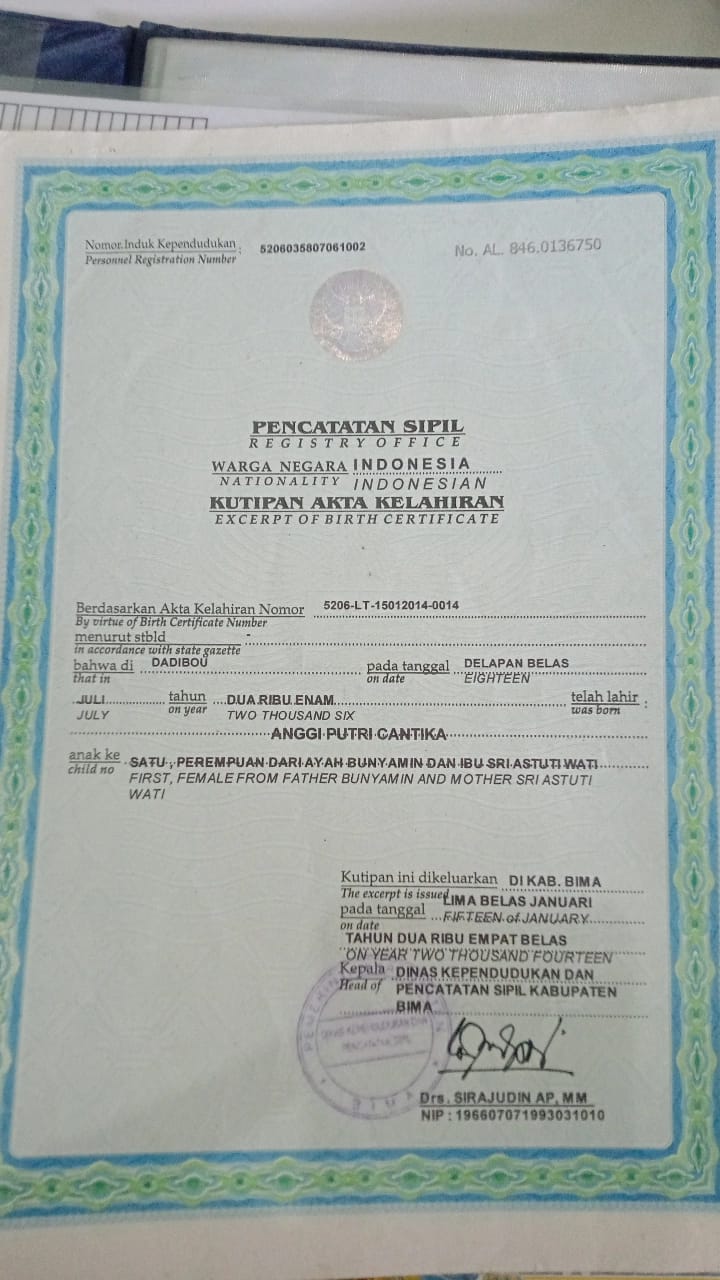 Nomor Induk Kependudukan : 5206035807061002 No. AL. 846.0136750
Personnel Registration Number
PENCATATAN SIPIL
REGISTRY OFFICE
WARGA NEGARA INDONESIA
NATIONALITY INDONESIAN
KUTIPAN AKTA KELAHIRAN
EXCERPT OF BIRTH CERTIFICATE
Berdasarkan Akta Kelahiran Nomor 5206-LT-15012014-0014
By virtue of Birth Certificate Number
menurut stbld -
in accordance with state gazette
bahwa di DADIBOU pada tanggal DELAPAN BELAS
that in on date EIGHTEEN
JULI tahun DUA RIBU ENAM telah lahir :
JULY on year TWO THOUSAND SIX was born
ANGGI PUTRI CANTIKA
anak ke SATU , PEREMPUAN DARI AYAH BUNYAMIN DAN IBU SRI ASTUTI WATI
child no FIRST, FEMALE FROM FATHER BUNYAMIN AND MOTHER SRI ASTUTI
WATI
Kutipan ini dikeluarkan DI KAB. BIMA
The excerpt is issued LIMA BELAS JANUARI
pada tanggal FIFTEEN of JANUARY
on date
TAHUN DUA RIBU EMPAT BELAS
ON YEAR TWO THOUSAND FOURTEEN
Kepala DINAS KEPENDUDUKAN DAN
Head of PENCATATAN SIPIL KABUPATEN
BIMA
Drs. SIRAJUDIN AP, MM
NIP : 196607071993031010